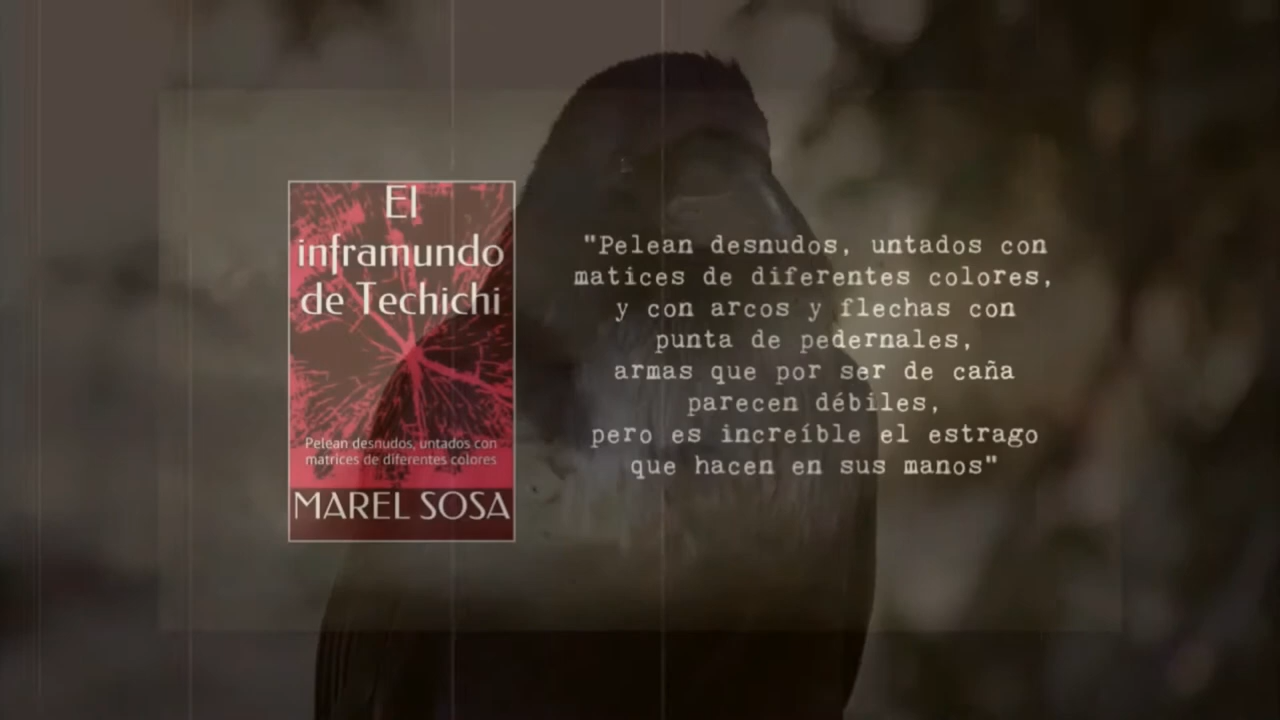 El
inframundo
de Techichi
Pelean desnudos, untados con
matrices de diferentes colores
MAREL SOSA
"Pelean desnudos, untados con
matices de diferentes colores,
y con arcos y flechas con
punta de pedernales,
armas que por ser de caña
parecen débiles,
pero es increíble el estrago
que hacen en sus manos"